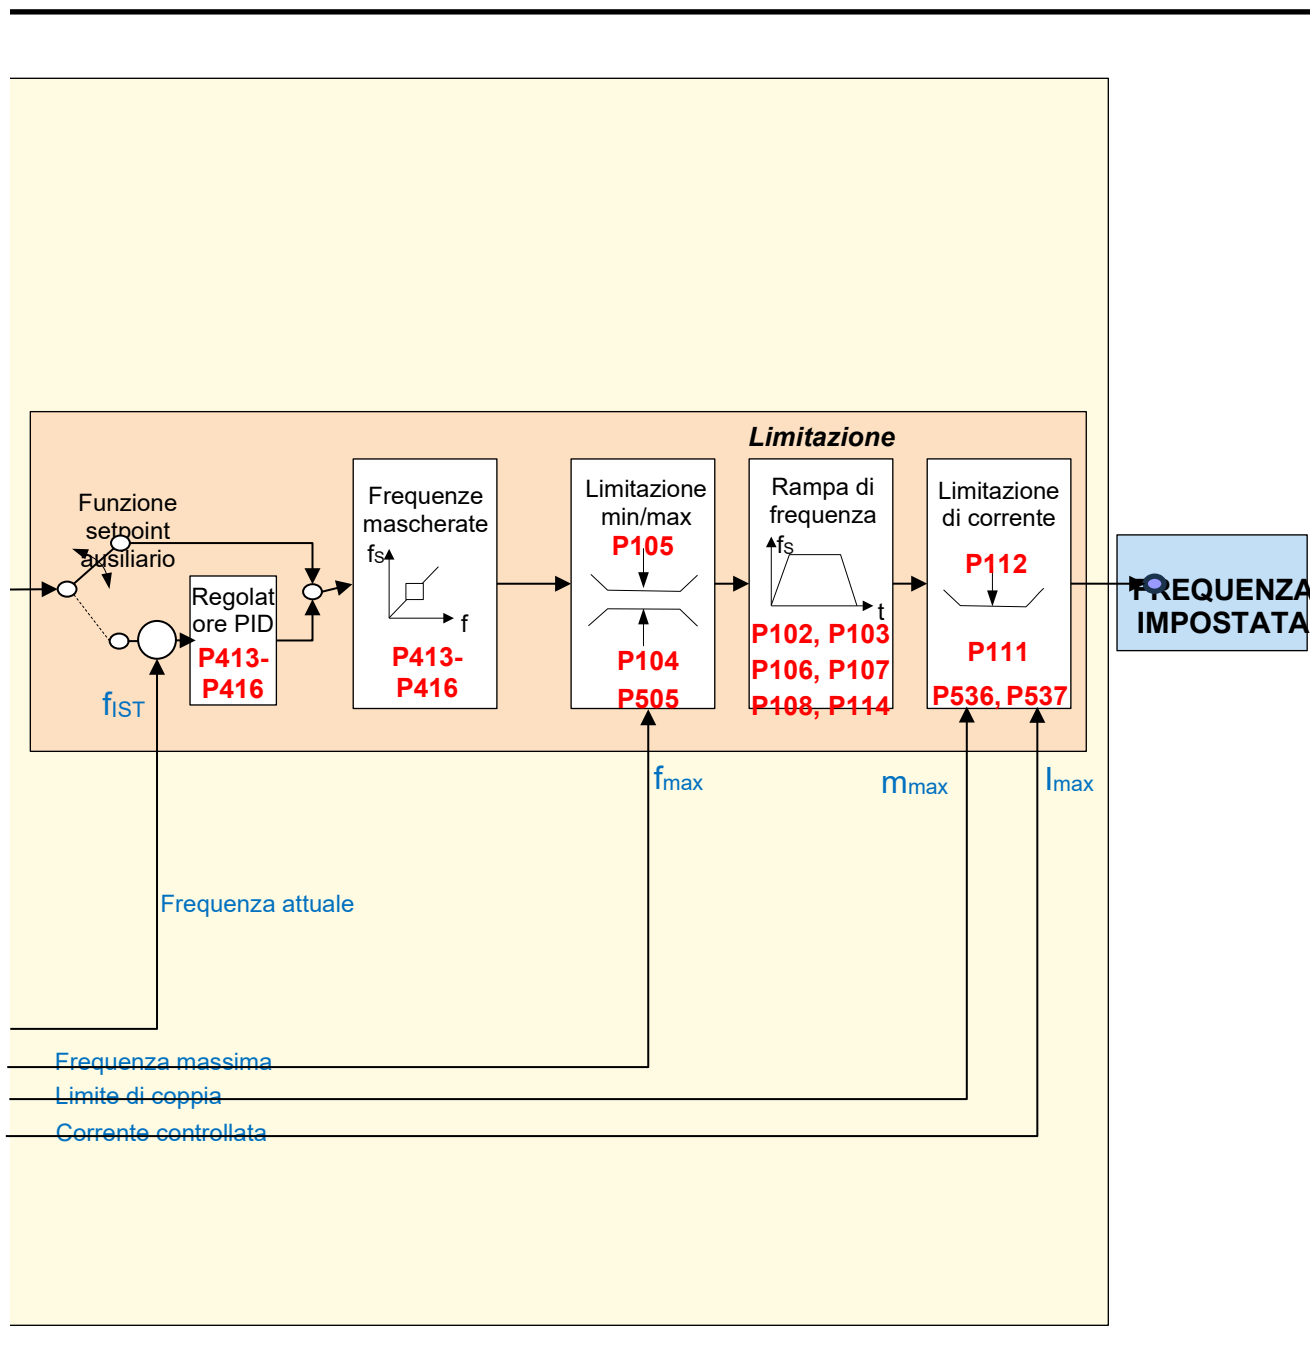 Limitazione
Funzione
setpoint
ausiliario
Regolat
ore PID
P413-
P416
fIST
Frequenze
mascherate
fS
f
P413-
P416
Limitazione
min/max
P105
P104
P505
Rampa di
frequenza
fS
t
P102, P103
P106, P107
P108, P114
Limitazione
di corrente
P112
P111
P536, P537
FREQUENZA
IMPOSTATA
fmax
mmax
Imax
Frequenza attuale
Frequenza massima
Limite di coppia
Corrente controllata